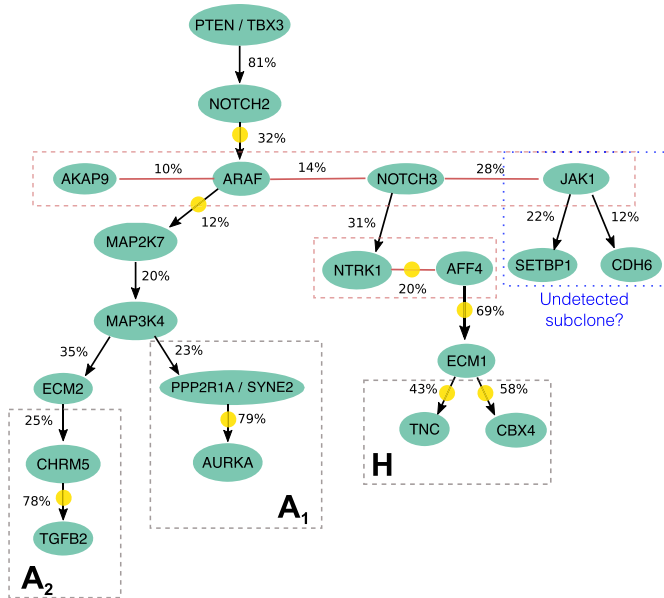 PTEN / TBX3
81%
NOTCH2
32%
AKAP9
10%
ARAF
14%
NOTCH3
28%
JAK1
12%
31%
22%
12%
MAP2K7
NTRK1
20%
AFF4
SETBP1
CDH6
20%
Undetected
subclone?
MAP3K4
69%
35%
23%
ECM1
ECM2
PPP2R1A / SYNE2
43%
58%
25%
79%
TNC
CBX4
CHRM5
AURKA
H
78%
A1
TGFB2
A2